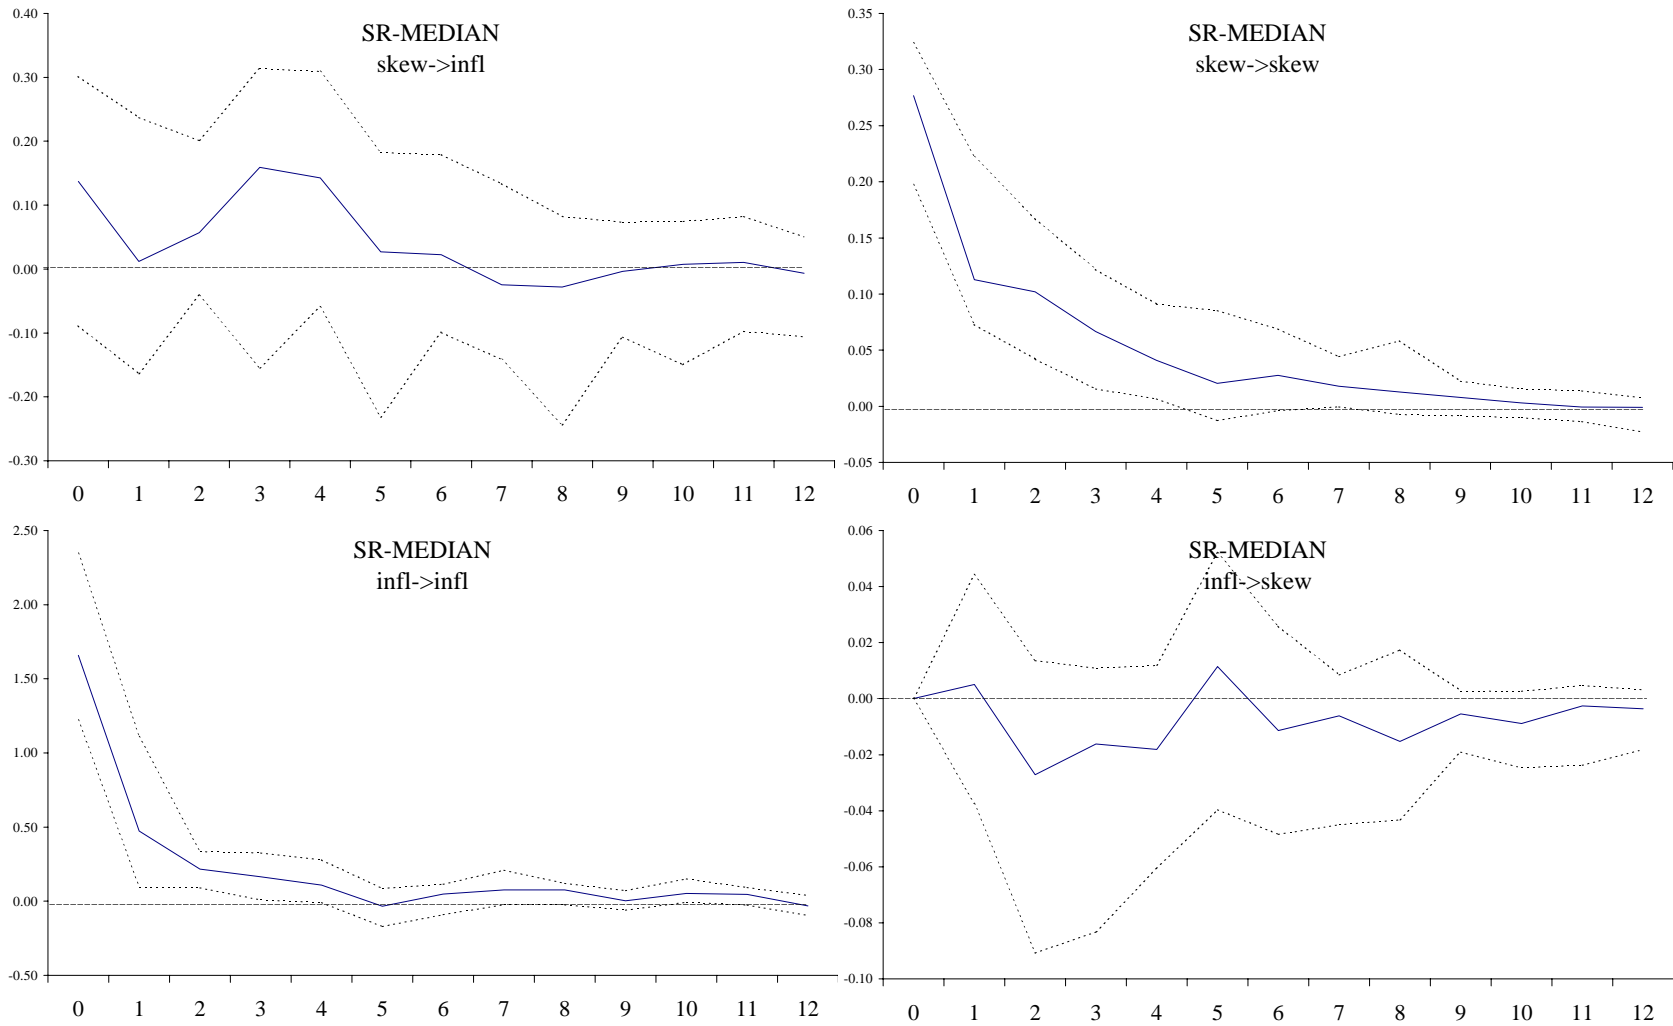 SR-MEDIAN
skew->infl
0.40
0.30
0.20
0.10
0.00
-0.10
-0.20
-0.30
0 1 2 3 4 5 6 7 8 9 10 11 12
SR-MEDIAN
skew->skew
0.35
0.30
0.25
0.20
0.15
0.10
0.05
0.00
-0.05
0 1 2 3 4 5 6 7 8 9 10 11 12
SR-MEDIAN
infl->infl
2.50
2.00
1.50
1.00
0.50
0.00
-0.50
0 1 2 3 4 5 6 7 8 9 10 11 12
SR-MEDIAN
infl->skew
0.06
0.04
0.02
0.00
-0.02
-0.04
-0.06
-0.08
-0.10
0 1 2 3 4 5 6 7 8 9 10 11 12